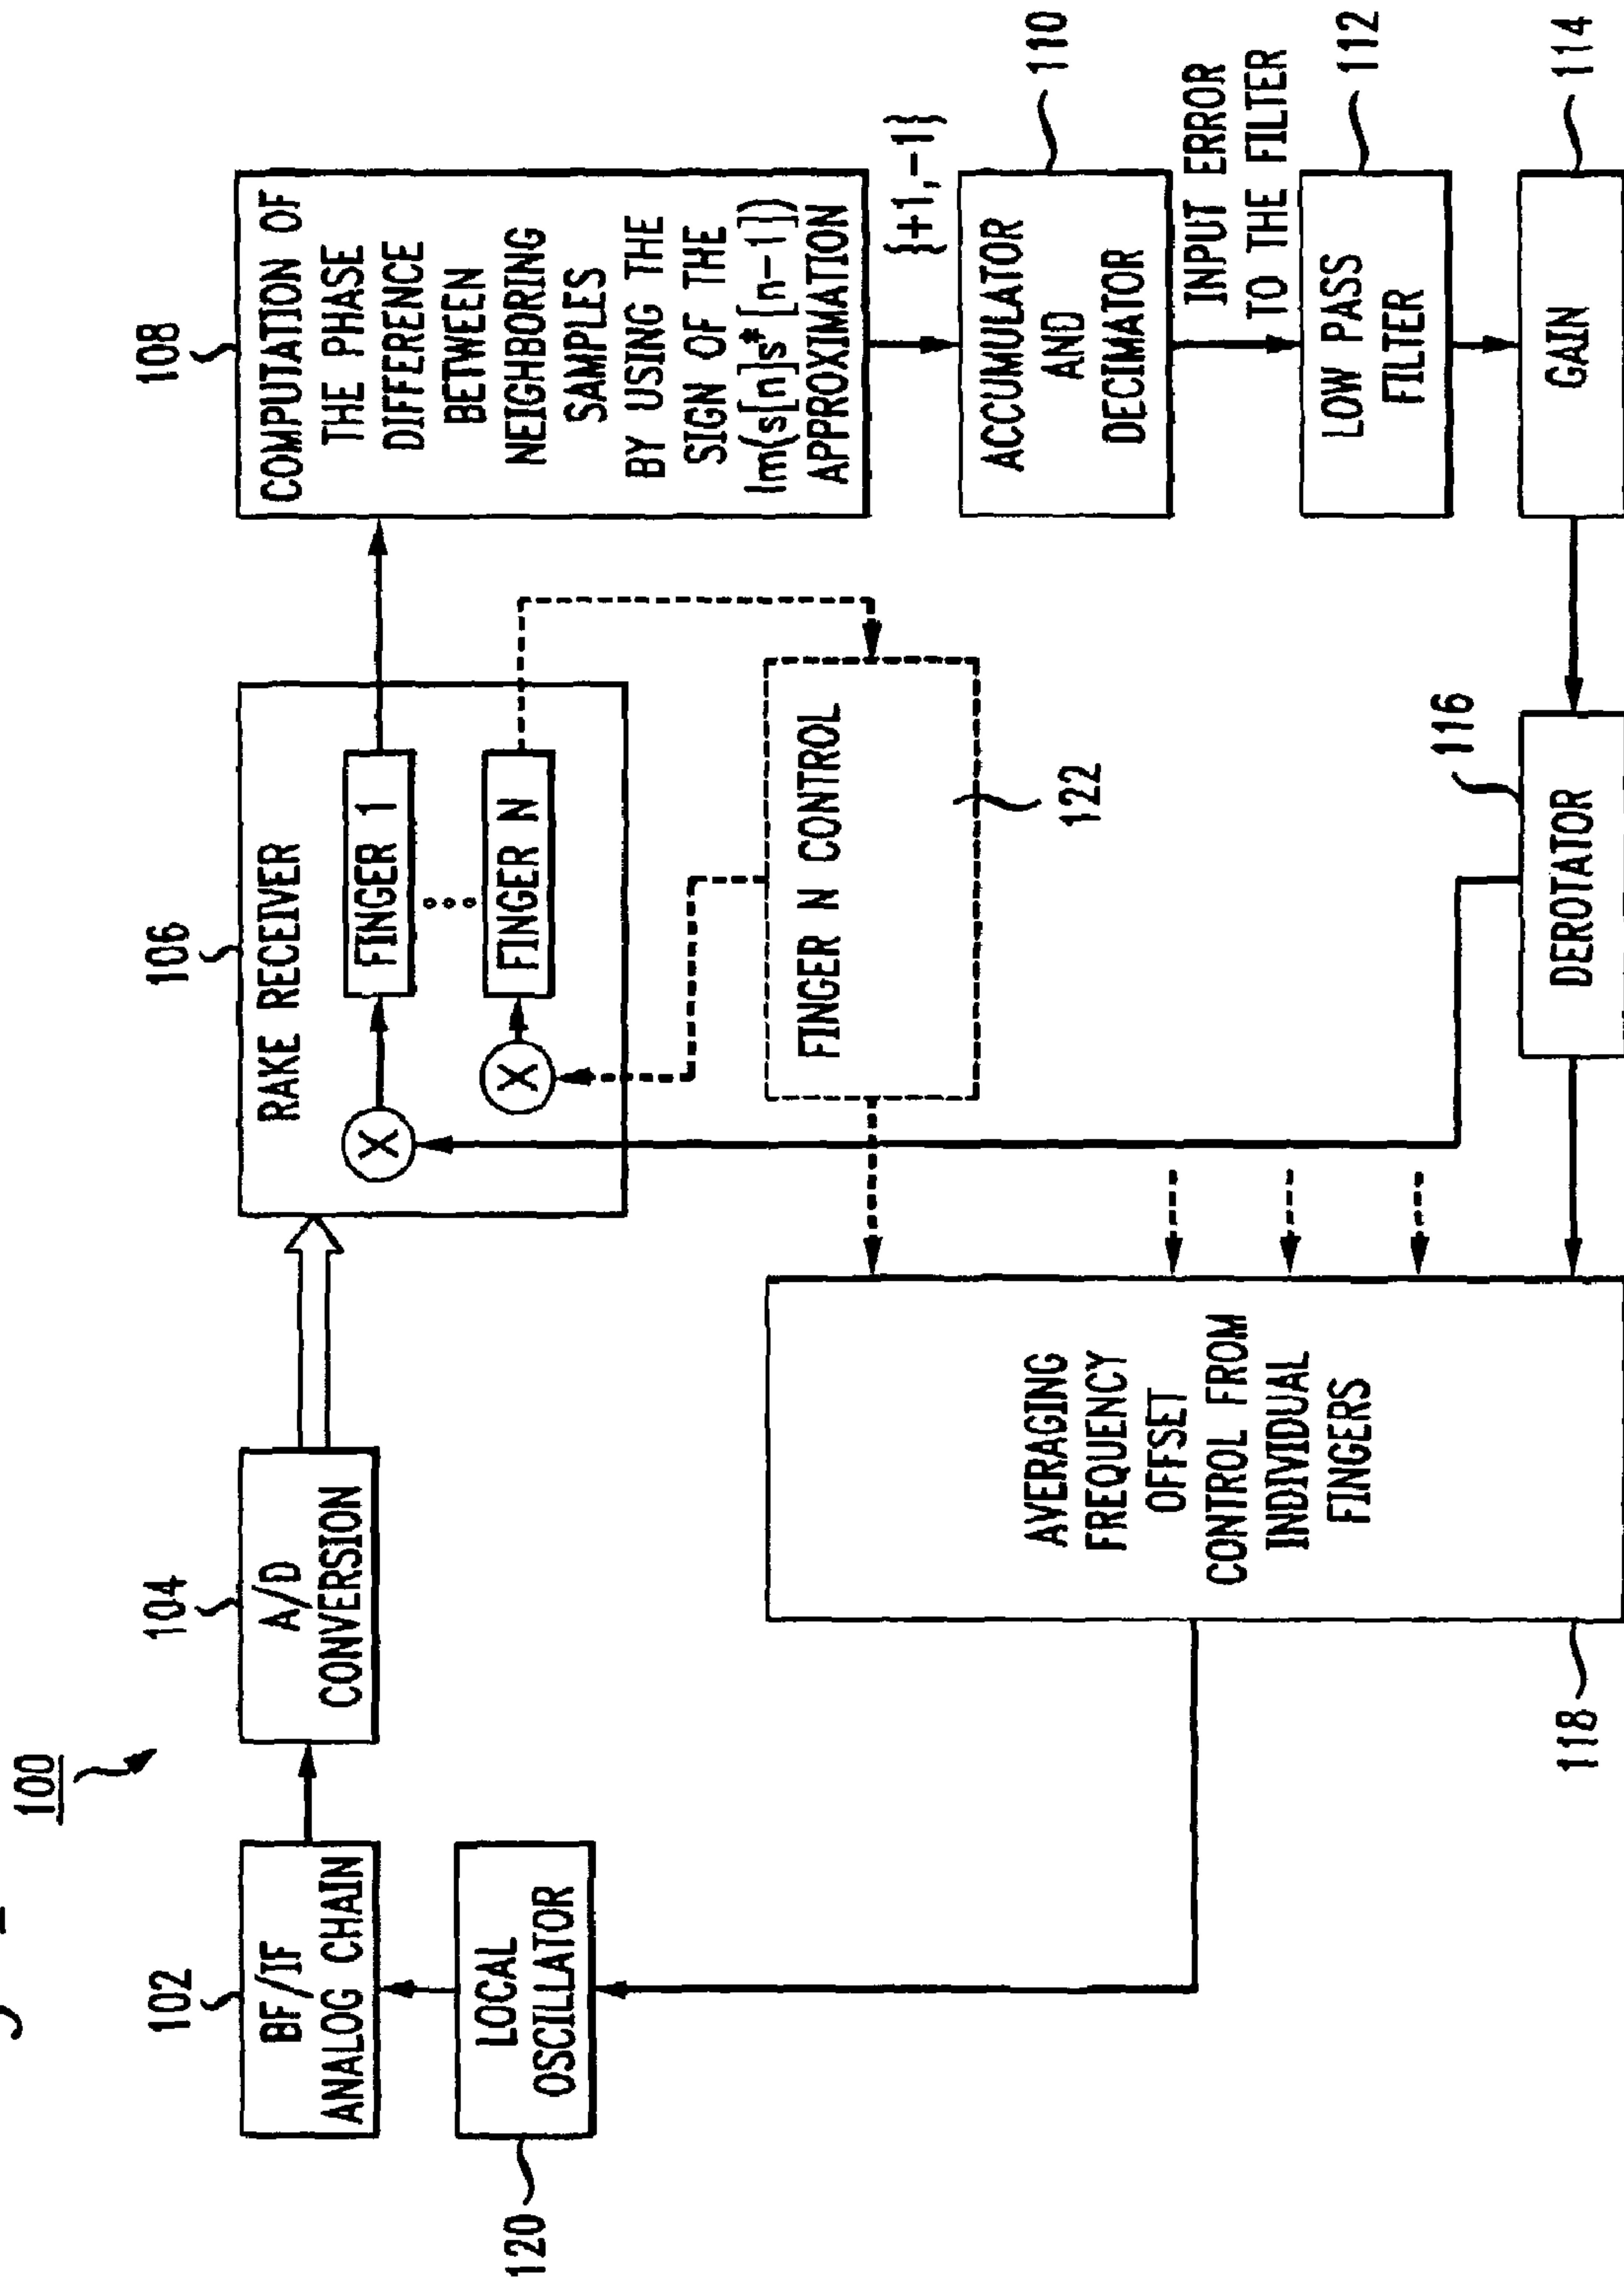 100
102
BF/IF
ANALOG CHAIN
104
A/D
CONVERSION
106
RAKE RECEIVER
FINGER 1
FINGER N
X
X
108
COMPUTATION OF
THE PHASE
DIFFERENCE
BETWEEN
NEIGHBORING
SAMPLES
BY USING THE
SIGN OF THE
Im(s[n]s*[n-1])
APPROXIMATION
{+1,-1}
ACCUMULATOR
AND
DECIMATOR
110
INPUT ERROR
TO THE FILTER
LOW PASS
FILTER
112
GAIN
114
116
DEROTATOR
FINGER N CONTROL
122
AVERAGING
FREQUENCY
OFFSET
CONTROL FROM
INDIVIDUAL
FINGERS
118
LOCAL
OSCILLATOR
120